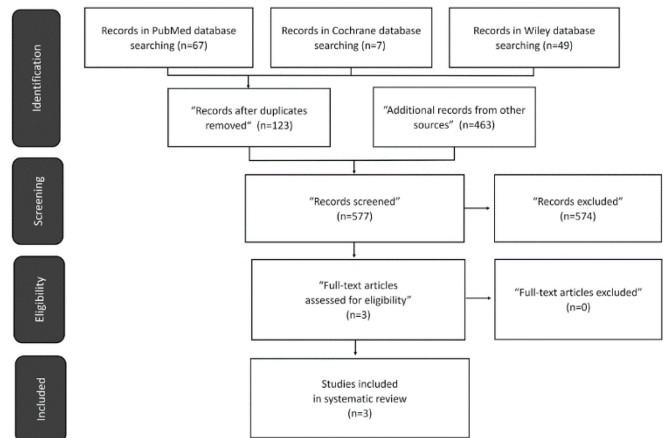 Identification
Records in PubMed database
searching (n=67)
Records in Cochrane database
searching (n=7)
Records in Wiley database
searching (n=49)
“Records after duplicates
removed“ (n=123)
“Additional records from other
sources” (n=463)
Screening
“Records screened”
(n=577)
“Records excluded”
(n=574)
Eligibility
“Full-text articles
assessed for eligibility”
(n=3)
“Full-text articles excluded”
(n=0)
Included
Studies included
in systematic review
(n=3)